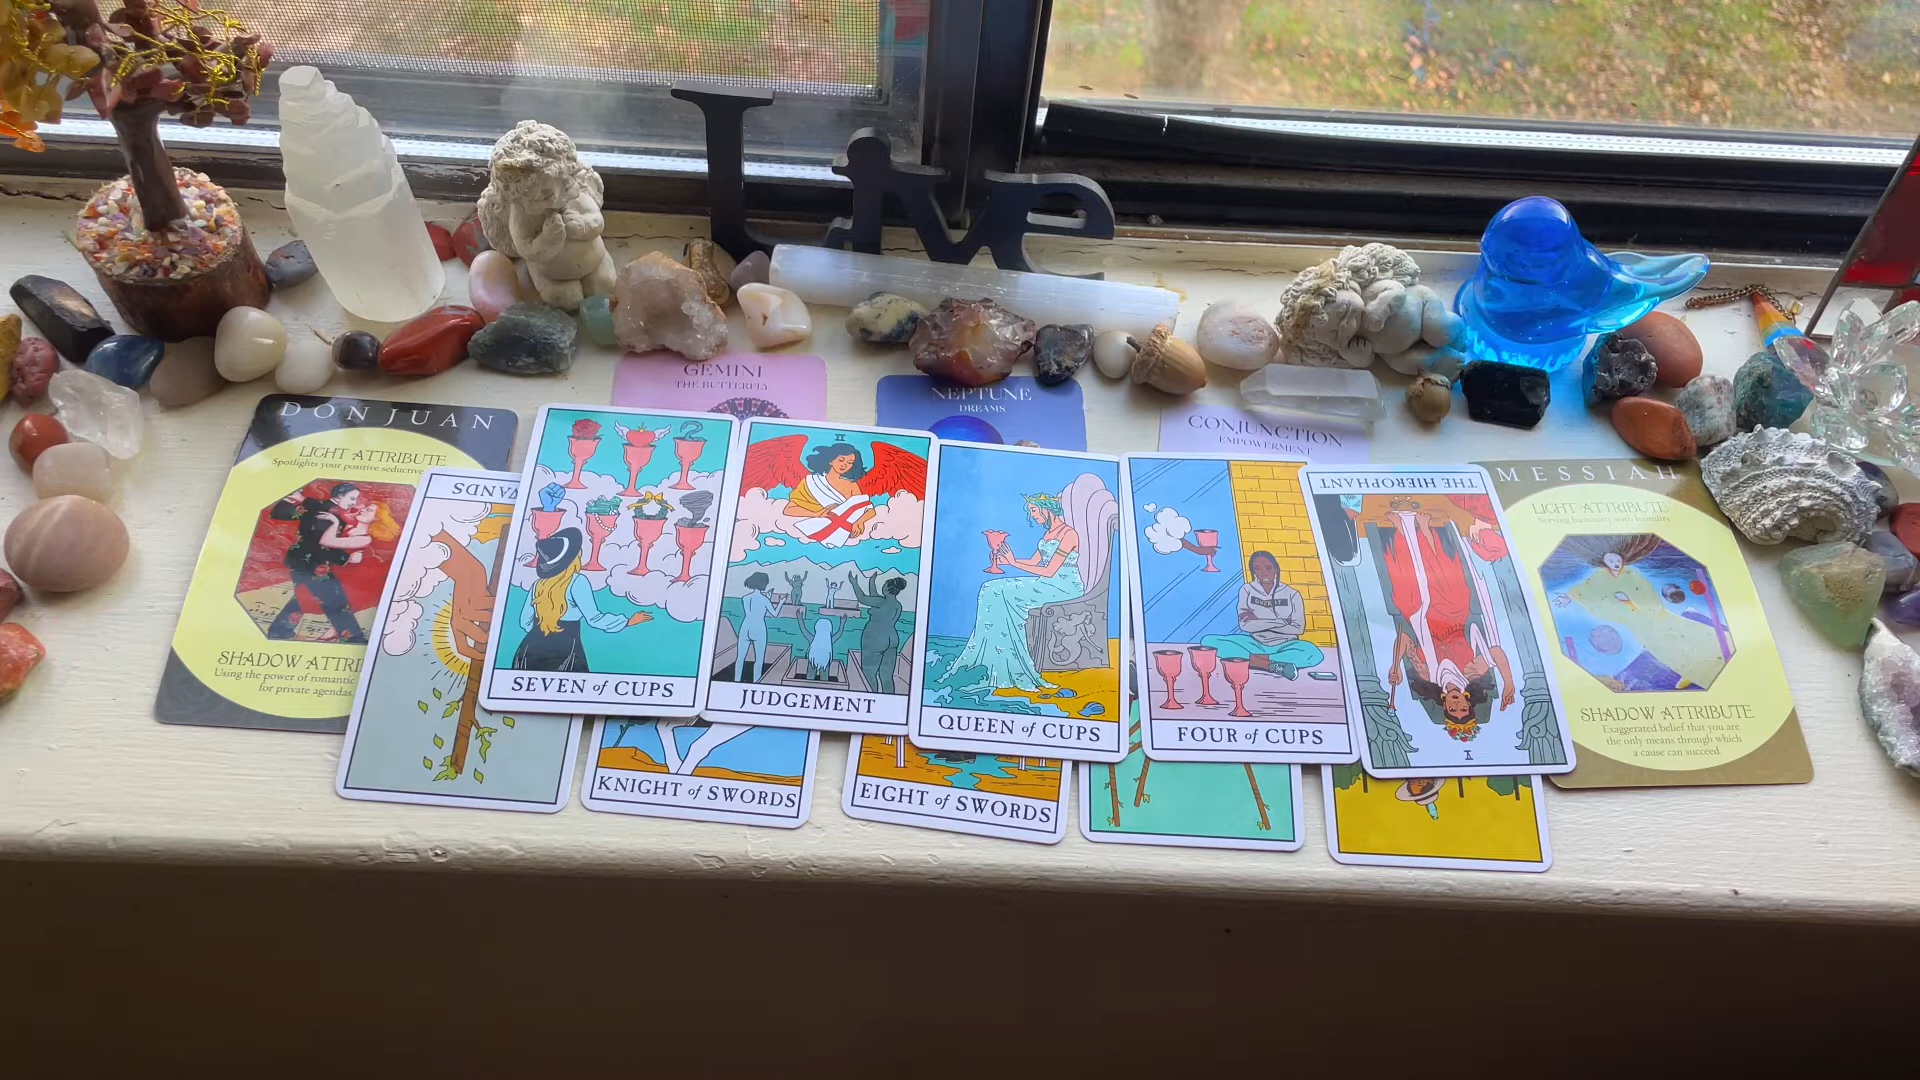 Live
GEMINI
THE BUTTERFLY
NEPTUNE
DREAMS
CONJUNCTION
EMPOWERMENT
DON JUAN
LIGHT ATTRIBUTE
Spotlights your positive seductive
SHADOW ATTRI
Using the power of romantic
for private agendas
WANDS
SEVEN of CUPS
JUDGEMENT
QUEEN of CUPS
OVER IT
FOUR of CUPS
THE HIEROPHANT
V
MESSIAH
LIGHT ATTRIBUTE
Serving humanity with humility
SHADOW ATTRIBUTE
Exaggerated belief that you are
the only means through which
a cause can succeed
KNIGHT of SWORDS
EIGHT of SWORDS